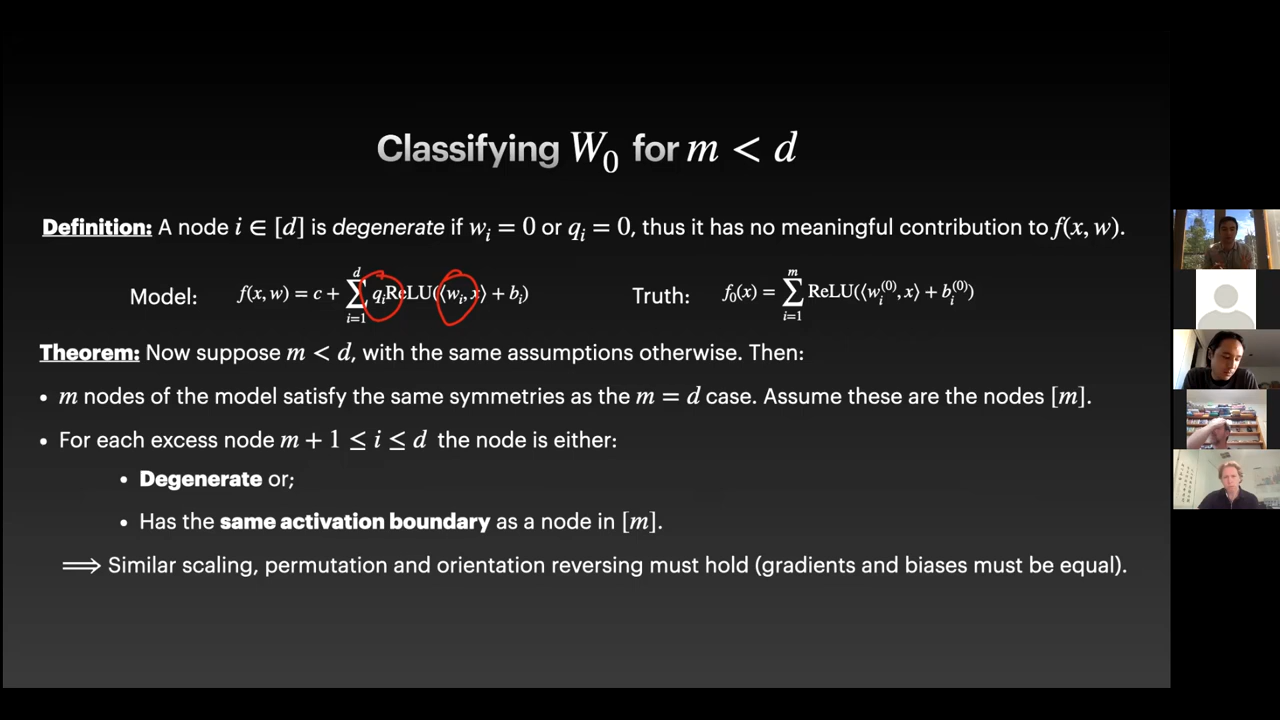 Classifying W₀ for m < d
Definition: A node i ∈ [d] is degenerate if wᵢ = 0 or qᵢ = 0, thus it has no meaningful contribution to f(x, w).
Model: f(x, w) = c + ∑_{i=1}^{d} qᵢReLU(⟨wᵢ, x⟩ + bᵢ) Truth: f₀(x) = ∑_{i=1}^{m} ReLU(⟨wᵢ^{(0)}, x⟩ + bᵢ^{(0)})
Theorem: Now suppose m < d, with the same assumptions otherwise. Then:
• m nodes of the model satisfy the same symmetries as the m = d case. Assume these are the nodes [m].
• For each excess node m + 1 ≤ i ≤ d the node is either:
• Degenerate or;
• Has the same activation boundary as a node in [m].
⟹ Similar scaling, permutation and orientation reversing must hold (gradients and biases must be equal).